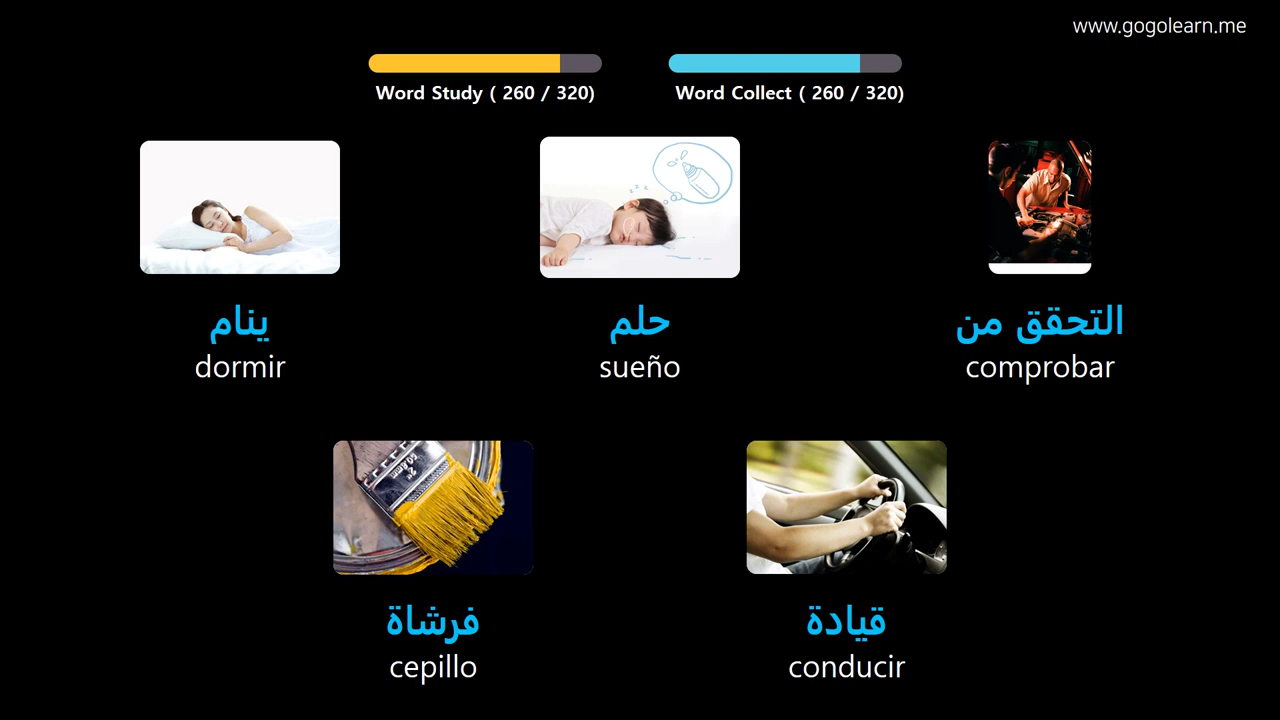 www.gogolearn.me
Word Study ( 260 / 320)
Word Collect ( 260 / 320)
ينام
dormir
حلم
sueño
التحقق من
comprobar
فرشاة
cepillo
قيادة
conducir